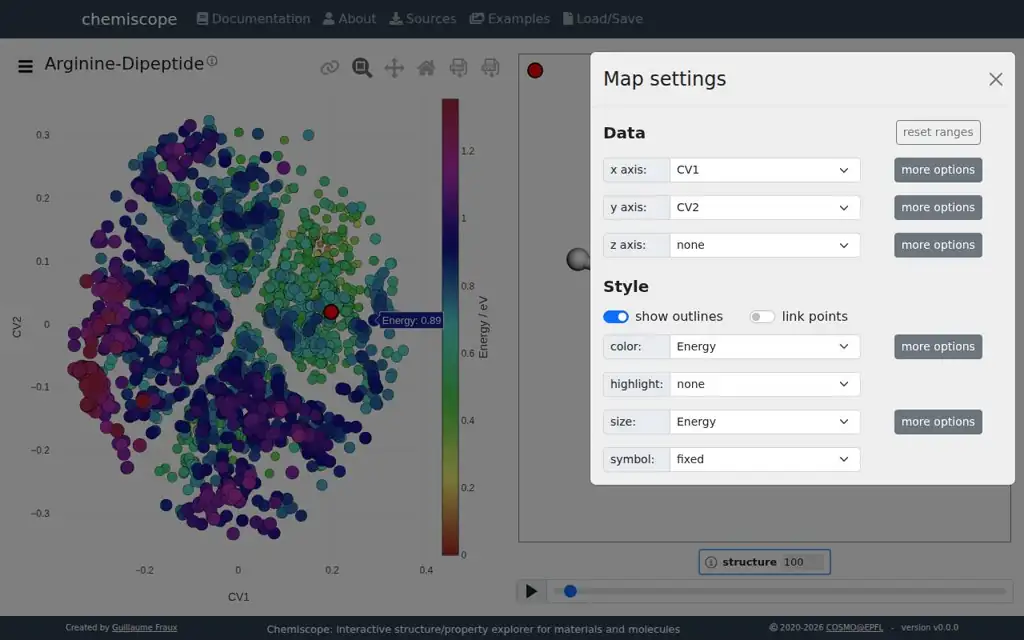 chemiscope Documentation About Sources Examples Load/Save
Arginine-Dipeptide
0.3
0.2
0.1
0
−0.1
−0.2
−0.3
CV2
−0.2
0
0.2
0.4
CV1
Energy: 0.89
1.2
1
0.8
0.6
0.4
0.2
0
Energy / eV
Map settings
Data
reset ranges
x axis: CV1 more options
y axis: CV2 more options
z axis: none more options
Style
show outlines link points
color: Energy more options
highlight: none
size: Energy more options
symbol: fixed
structure 100
Created by Guillaume Fraux
Chemiscope: interactive structure/property explorer for materials and molecules
© 2020-2026 COSMO@EPFL - version v0.0.0